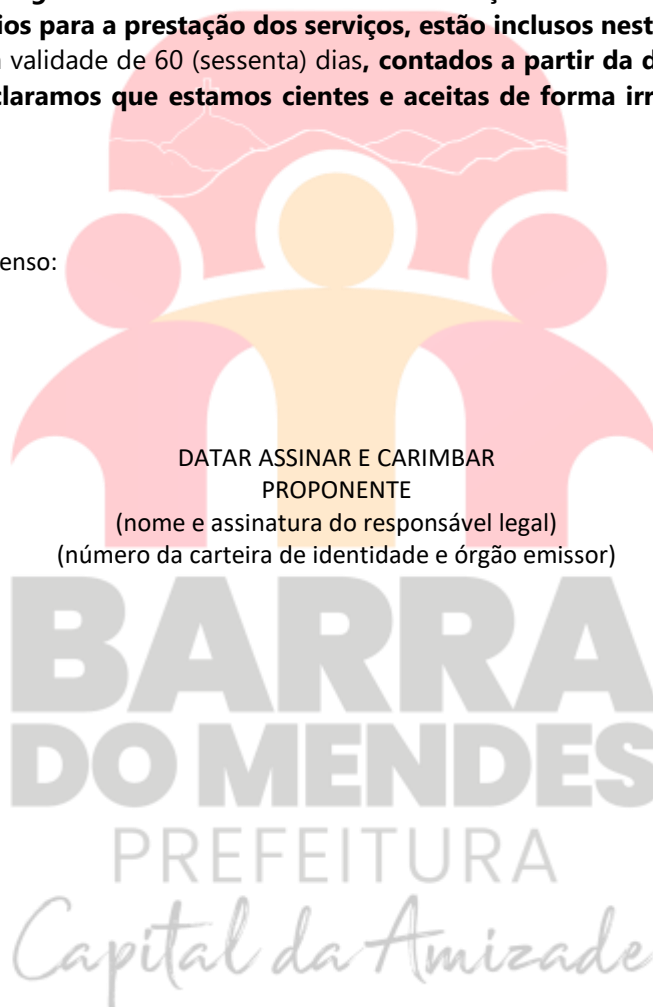 ios para a prestação dos serviços, estão inclusos nest
validade de 60 (sessenta) dias, contados a partir da d
claramos que estamos cientes e aceitas de forma irr
enso:
DATAR ASSINAR E CARIMBAR
PROPONENTE
(nome e assinatura do responsável legal)
(número da carteira de identidade e órgão emissor)
BARRA
DO MENDES
PREFEITURA
Capital da Amizade